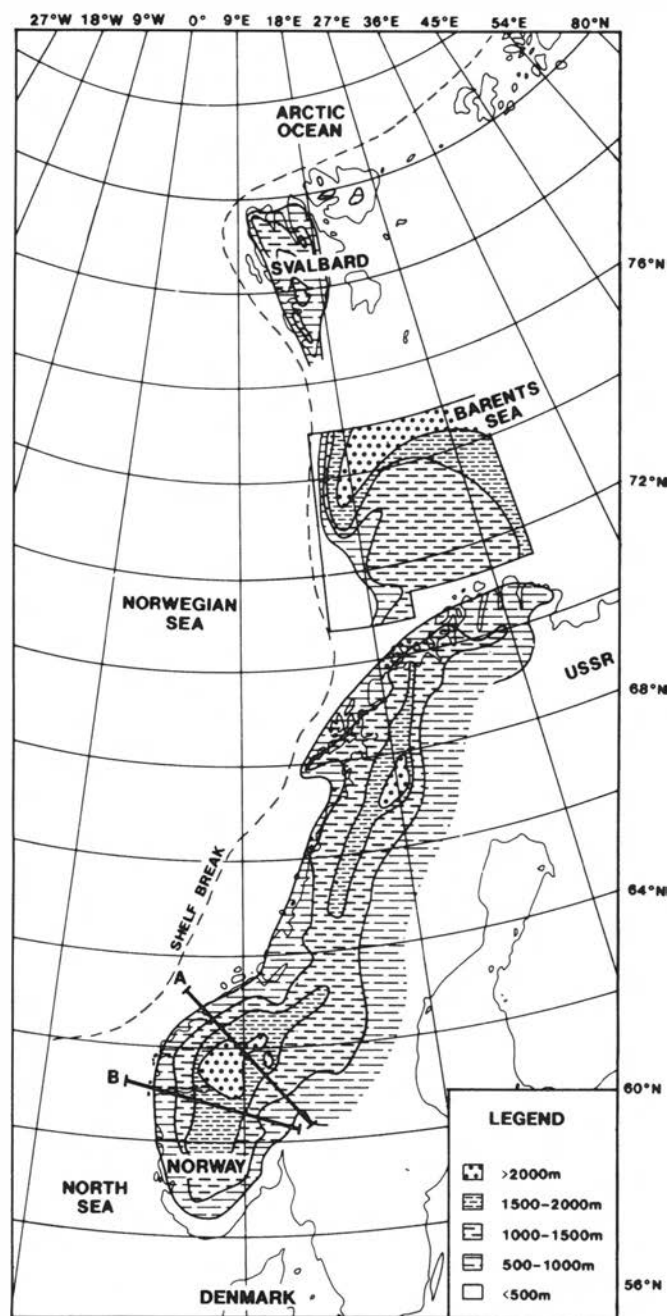 27°W 18°W 9°W 0° 9°E 18°E 27°E 36°E 45°E 54°E 80°N
ARCTIC
OCEAN
SVALBARD
76°N
BARENTS
SEA
72°N
NORWEGIAN
SEA
USSR
68°N
SHELF BREAK
64°N
A
B
60°N
LEGEND
NORWAY
>2000m
NORTH
SEA
1500-2000m
1000-1500m
500-1000m
DENMARK
<500m
56°N